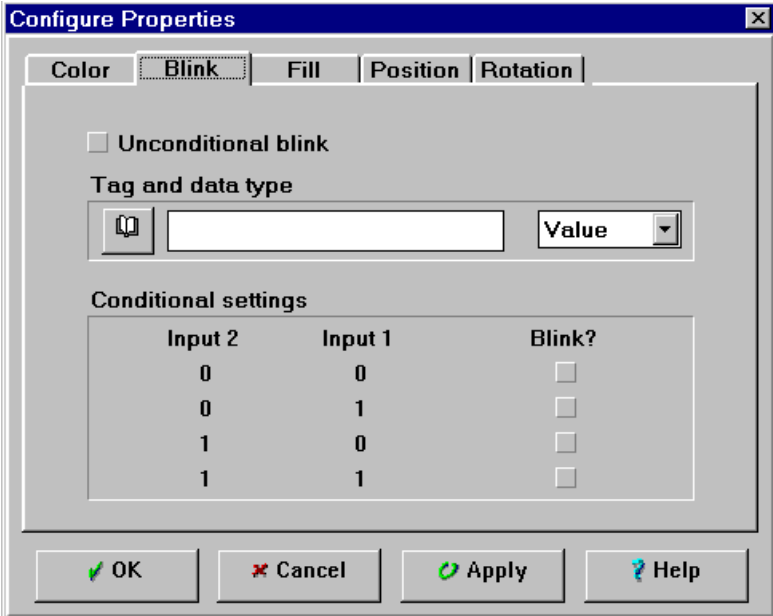 Configure Properties
Color Blink Fill Position Rotation
Unconditional blink
Tag and data type
Value
Conditional settings
Input 2 Input 1 Blink?
0 0
0 1
1 0
1 1
OK Cancel Apply Help